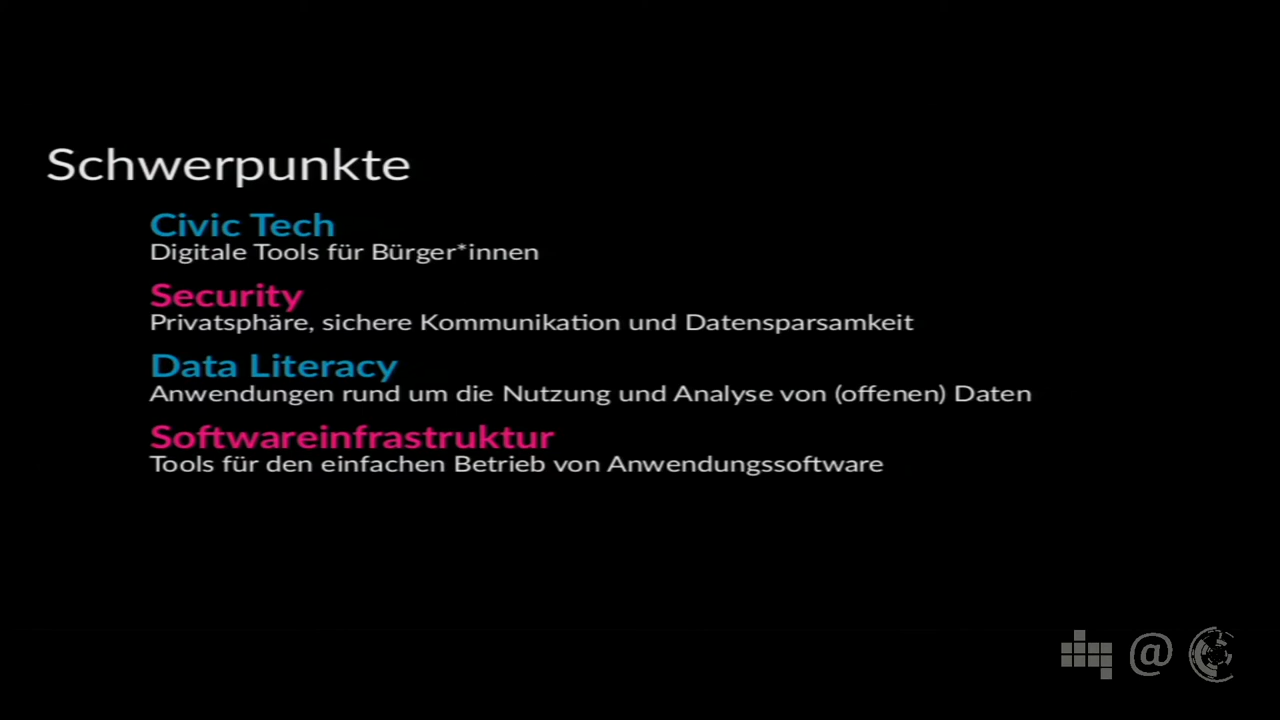 Schwerpunkte
Civic Tech
Digitale Tools für Bürger*innen
Security
Privatsphäre, sichere Kommunikation und Datensparsamkeit
Data Literacy
Anwendungen rund um die Nutzung und Analyse von (offenen) Daten
Softwareinfrastruktur
Tools für den einfachen Betrieb von Anwendungssoftware
@